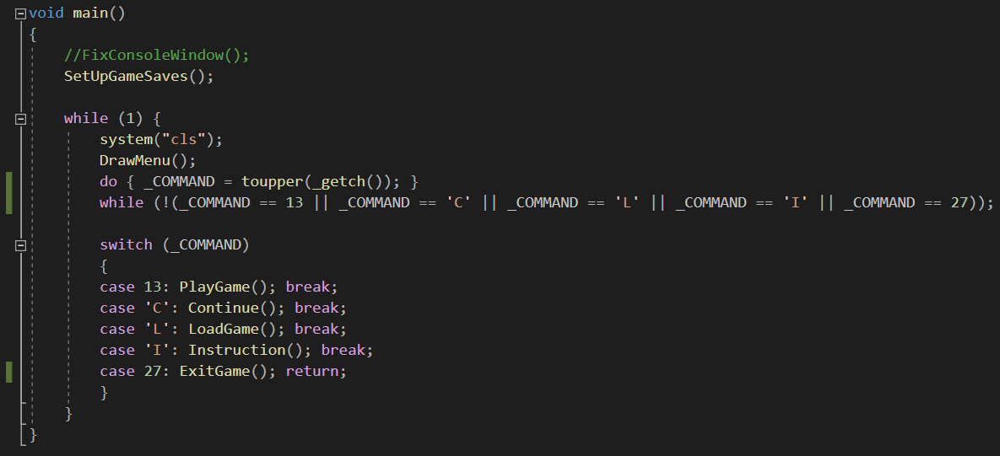 void main()
{
    //FixConsoleWindow();
    SetUpGameSaves();

    while (1) {
        system("cls");
        DrawMenu();
        do { _COMMAND = toupper(_getch()); }
        while (!(_COMMAND == 13 || _COMMAND == 'C' || _COMMAND == 'L' || _COMMAND == 'I' || _COMMAND == 27));

        switch (_COMMAND)
        {
        case 13: PlayGame(); break;
        case 'C': Continue(); break;
        case 'L': LoadGame(); break;
        case 'I': Instruction(); break;
        case 27: ExitGame(); return;
        }
    }
}